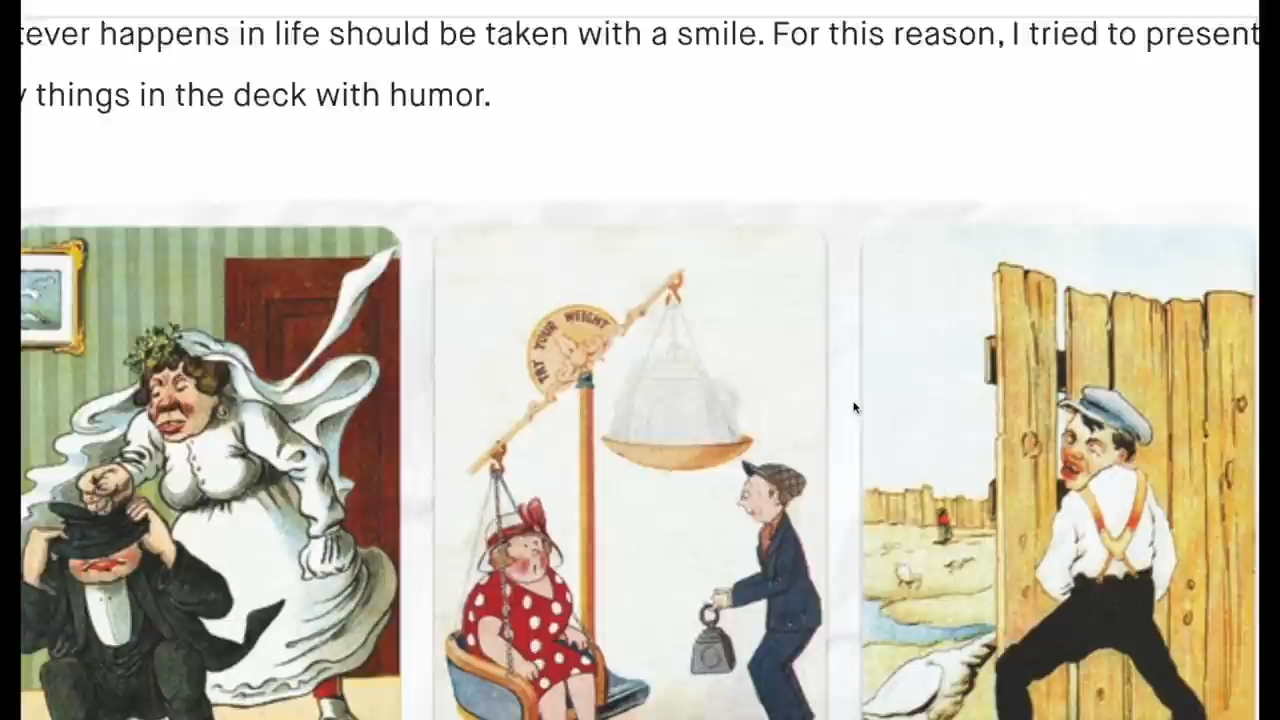 tever happens in life should be taken with a smile. For this reason, I tried to present
things in the deck with humor.
TRY YOUR WEIGHT